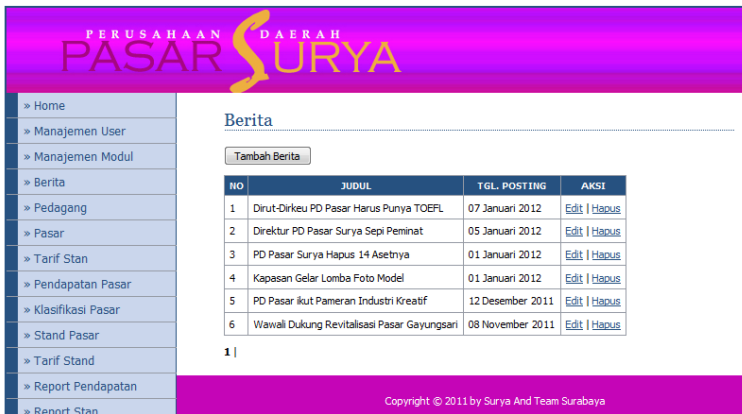 PERUSAHAAN DAERAH
PASAR SURYA
» Home
» Manajemen User
» Manajemen Modul
» Berita
» Pedagang
» Pasar
» Tarif Stan
» Pendapatan Pasar
» Klasifikasi Pasar
» Stand Pasar
» Tarif Stand
» Report Pendapatan
» Report Stan
Berita
Tambah Berita
NO JUDUL TGL. POSTING AKSI
1 Dirut-Dirkeu PD Pasar Harus Punya TOEFL 07 Januari 2012 Edit | Hapus
2 Direktur PD Pasar Surya Sepi Peminat 05 Januari 2012 Edit | Hapus
3 PD Pasar Surya Hapus 14 Asetnya 01 Januari 2012 Edit | Hapus
4 Kapasan Gelar Lomba Foto Model 01 Januari 2012 Edit | Hapus
5 PD Pasar ikut Pameran Industri Kreatif 12 Desember 2011 Edit | Hapus
6 Wawali Dukung Revitalisasi Pasar Gayungsari 08 November 2011 Edit | Hapus
1 |
Copyright © 2011 by Surya And Team Surabaya